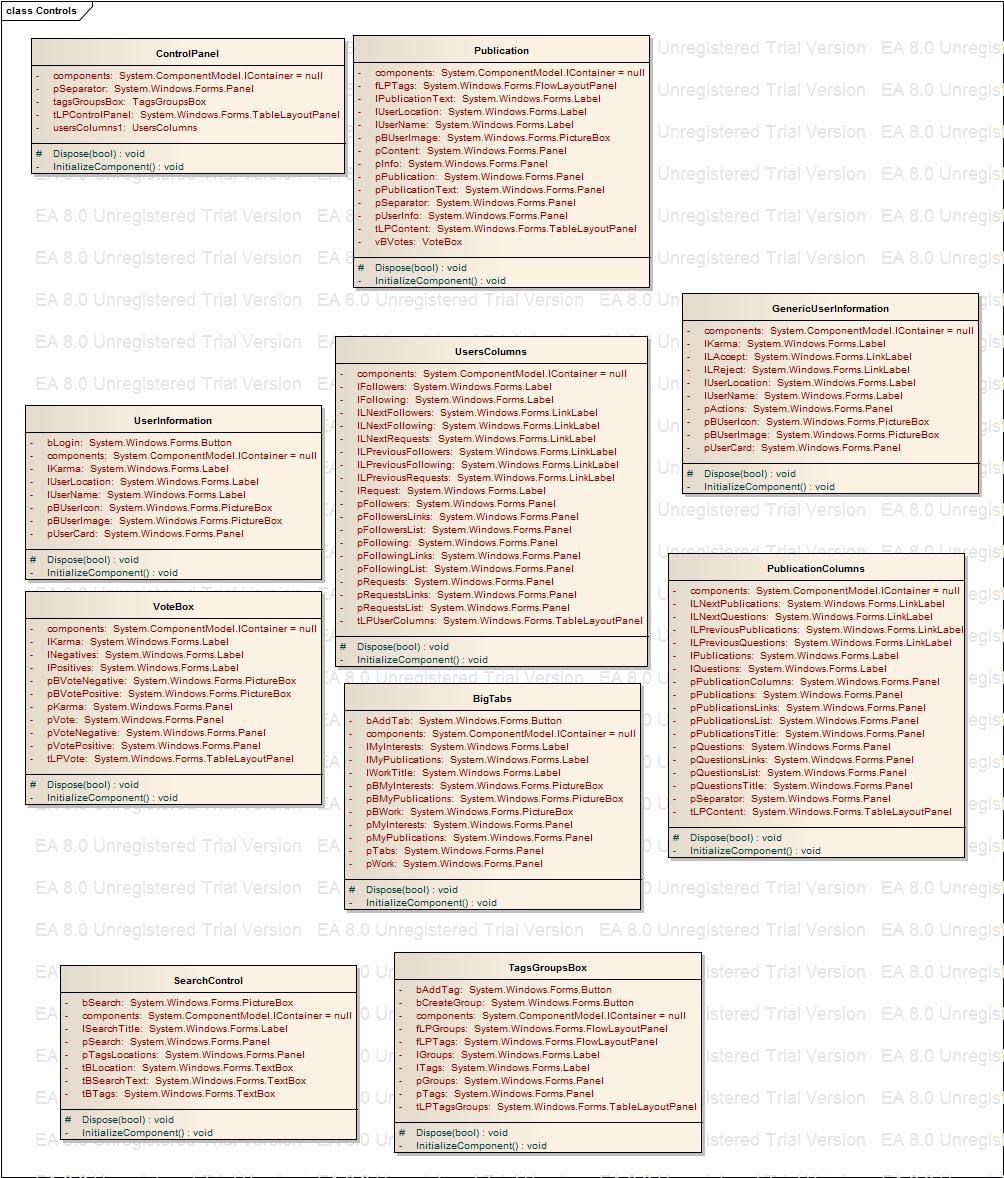 class Controls
ControlPanel
- components: System.ComponentModel.IContainer = null
- pSeparator: System.Windows.Forms.Panel
- tagsGroupsBox: TagsGroupsBox
- tLPControlPanel: System.Windows.Forms.TableLayoutPanel
- usersColumns1: UsersColumns
# Dispose(bool) : void
- InitializeComponent() : void
Publication
- components: System.ComponentModel.IContainer = null
- fLPTags: System.Windows.Forms.FlowLayoutPanel
- lPublicationText: System.Windows.Forms.Label
- lUserLocation: System.Windows.Forms.Label
- lUserName: System.Windows.Forms.Label
- pBUserImage: System.Windows.Forms.PictureBox
- pContent: System.Windows.Forms.Panel
- pInfo: System.Windows.Forms.Panel
- pPublication: System.Windows.Forms.Panel
- pPublicationText: System.Windows.Forms.Panel
- pSeparator: System.Windows.Forms.Panel
- pUserInfo: System.Windows.Forms.Panel
- tLPContent: System.Windows.Forms.TableLayoutPanel
- vBVotes: VoteBox
# Dispose(bool) : void
- InitializeComponent() : void
GenericUserInformation
- components: System.ComponentModel.IContainer = null
- lKarma: System.Windows.Forms.Label
- lLAccept: System.Windows.Forms.LinkLabel
- lLReject: System.Windows.Forms.LinkLabel
- lUserLocation: System.Windows.Forms.Label
- lUserName: System.Windows.Forms.Label
- pActions: System.Windows.Forms.Panel
- pBUserIcon: System.Windows.Forms.PictureBox
- pBUserImage: System.Windows.Forms.PictureBox
- pUserCard: System.Windows.Forms.Panel
# Dispose(bool) : void
- InitializeComponent() : void
UsersColumns
- components: System.ComponentModel.IContainer = null
- lFollowers: System.Windows.Forms.Label
- lFollowing: System.Windows.Forms.Label
- lLNextFollowers: System.Windows.Forms.LinkLabel
- lLNextFollowing: System.Windows.Forms.LinkLabel
- lLNextRequests: System.Windows.Forms.LinkLabel
- lLPreviousFollowers: System.Windows.Forms.LinkLabel
- lLPreviousFollowing: System.Windows.Forms.LinkLabel
- lLPreviousRequests: System.Windows.Forms.LinkLabel
- lRequest: System.Windows.Forms.Label
- pFollowers: System.Windows.Forms.Panel
- pFollowersLinks: System.Windows.Forms.Panel
- pFollowersList: System.Windows.Forms.Panel
- pFollowing: System.Windows.Forms.Panel
- pFollowingLinks: System.Windows.Forms.Panel
- pFollowingList: System.Windows.Forms.Panel
- pRequests: System.Windows.Forms.Panel
- pRequestsLinks: System.Windows.Forms.Panel
- pRequestsList: System.Windows.Forms.Panel
- tLPUserColumns: System.Windows.Forms.TableLayoutPanel
# Dispose(bool) : void
- InitializeComponent() : void
UserInformation
- bLogin: System.Windows.Forms.Button
- components: System.ComponentModel.IContainer = null
- lKarma: System.Windows.Forms.Label
- lUserLocation: System.Windows.Forms.Label
- lUserName: System.Windows.Forms.Label
- pBUserIcon: System.Windows.Forms.PictureBox
- pBUserImage: System.Windows.Forms.PictureBox
- pUserCard: System.Windows.Forms.Panel
# Dispose(bool) : void
- InitializeComponent() : void
PublicationColumns
- components: System.ComponentModel.IContainer = null
- lLNextPublications: System.Windows.Forms.LinkLabel
- lLNextQuestions: System.Windows.Forms.LinkLabel
- lLPreviousPublications: System.Windows.Forms.LinkLabel
- lLPreviousQuestions: System.Windows.Forms.LinkLabel
- lPublications: System.Windows.Forms.Label
- lQuestions: System.Windows.Forms.Label
- pPublicationColumns: System.Windows.Forms.Panel
- pPublications: System.Windows.Forms.Panel
- pPublicationsLinks: System.Windows.Forms.Panel
- pPublicationsList: System.Windows.Forms.Panel
- pPublicationsTitle: System.Windows.Forms.Panel
- pQuestions: System.Windows.Forms.Panel
- pQuestionsLinks: System.Windows.Forms.Panel
- pQuestionsList: System.Windows.Forms.Panel
- pQuestionsTitle: System.Windows.Forms.Panel
- pSeparator: System.Windows.Forms.Panel
- tLPContent: System.Windows.Forms.TableLayoutPanel
# Dispose(bool) : void
- InitializeComponent() : void
VoteBox
- components: System.ComponentModel.IContainer = null
- lKarma: System.Windows.Forms.Label
- lNegatives: System.Windows.Forms.Label
- lPositives: System.Windows.Forms.Label
- pBVoteNegative: System.Windows.Forms.PictureBox
- pBVotePositive: System.Windows.Forms.PictureBox
- pKarma: System.Windows.Forms.Panel
- pVote: System.Windows.Forms.Panel
- pVoteNegative: System.Windows.Forms.Panel
- pVotePositive: System.Windows.Forms.Panel
- tLPVote: System.Windows.Forms.TableLayoutPanel
# Dispose(bool) : void
- InitializeComponent() : void
BigTabs
- bAddTab: System.Windows.Forms.Button
- components: System.ComponentModel.IContainer = null
- lMyInterests: System.Windows.Forms.Label
- lMyPublications: System.Windows.Forms.Label
- lWorkTitle: System.Windows.Forms.Label
- pBMyInterests: System.Windows.Forms.PictureBox
- pBMyPublications: System.Windows.Forms.PictureBox
- pBWork: System.Windows.Forms.PictureBox
- pMyInterests: System.Windows.Forms.Panel
- pMyPublications: System.Windows.Forms.Panel
- pTabs: System.Windows.Forms.Panel
- pWork: System.Windows.Forms.Panel
# Dispose(bool) : void
- InitializeComponent() : void
SearchControl
- bSearch: System.Windows.Forms.PictureBox
- components: System.ComponentModel.IContainer = null
- lSearchTitle: System.Windows.Forms.Label
- pSearch: System.Windows.Forms.Panel
- pTagsLocations: System.Windows.Forms.Panel
- tBLocation: System.Windows.Forms.TextBox
- tBSearchText: System.Windows.Forms.TextBox
- tBTags: System.Windows.Forms.TextBox
# Dispose(bool) : void
- InitializeComponent() : void
TagsGroupsBox
- bAddTag: System.Windows.Forms.Button
- bCreateGroup: System.Windows.Forms.Button
- components: System.ComponentModel.IContainer = null
- fLPGroups: System.Windows.Forms.FlowLayoutPanel
- fLPTags: System.Windows.Forms.FlowLayoutPanel
- lGroups: System.Windows.Forms.Label
- lTags: System.Windows.Forms.Label
- pGroups: System.Windows.Forms.Panel
- pTags: System.Windows.Forms.Panel
- tLPTagsGroups: System.Windows.Forms.TableLayoutPanel
# Dispose(bool) : void
- InitializeComponent() : void
EA 8.0 Unregistered Trial Version